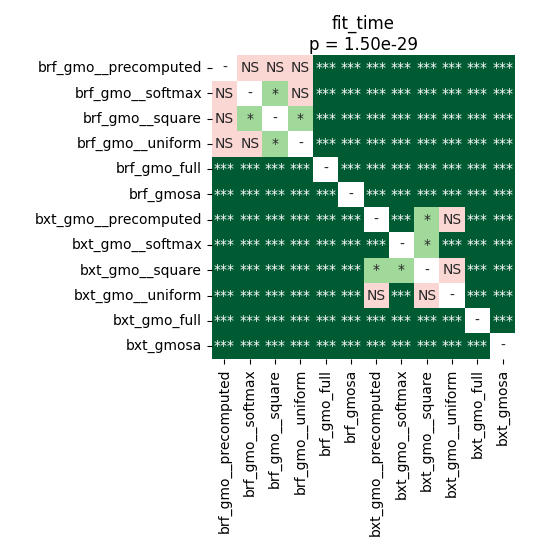 fit_time
p = 1.50e-29
brf_gmo__precomputed - NS NS NS *** *** *** *** *** *** *** ***
brf_gmo__softmax NS - * NS *** *** *** *** *** *** *** ***
brf_gmo__square NS * - * *** *** *** *** *** *** *** ***
brf_gmo__uniform NS NS * - *** *** *** *** *** *** *** ***
brf_gmo_full *** *** *** *** - *** *** *** *** *** *** ***
brf_gmosa *** *** *** *** *** - *** *** *** *** *** ***
bxt_gmo__precomputed *** *** *** *** *** *** - *** * NS *** ***
bxt_gmo__softmax *** *** *** *** *** *** *** - * *** *** ***
bxt_gmo__square *** *** *** *** *** *** * * - NS *** ***
bxt_gmo__uniform *** *** *** *** *** *** NS *** NS - *** ***
bxt_gmo_full *** *** *** *** *** *** *** *** *** *** - ***
bxt_gmosa *** *** *** *** *** *** *** *** *** *** *** -
brf_gmo__precomputed
brf_gmo__softmax
brf_gmo__square
brf_gmo__uniform
brf_gmo_full
brf_gmosa
bxt_gmo__precomputed
bxt_gmo__softmax
bxt_gmo__square
bxt_gmo__uniform
bxt_gmo_full
bxt_gmosa